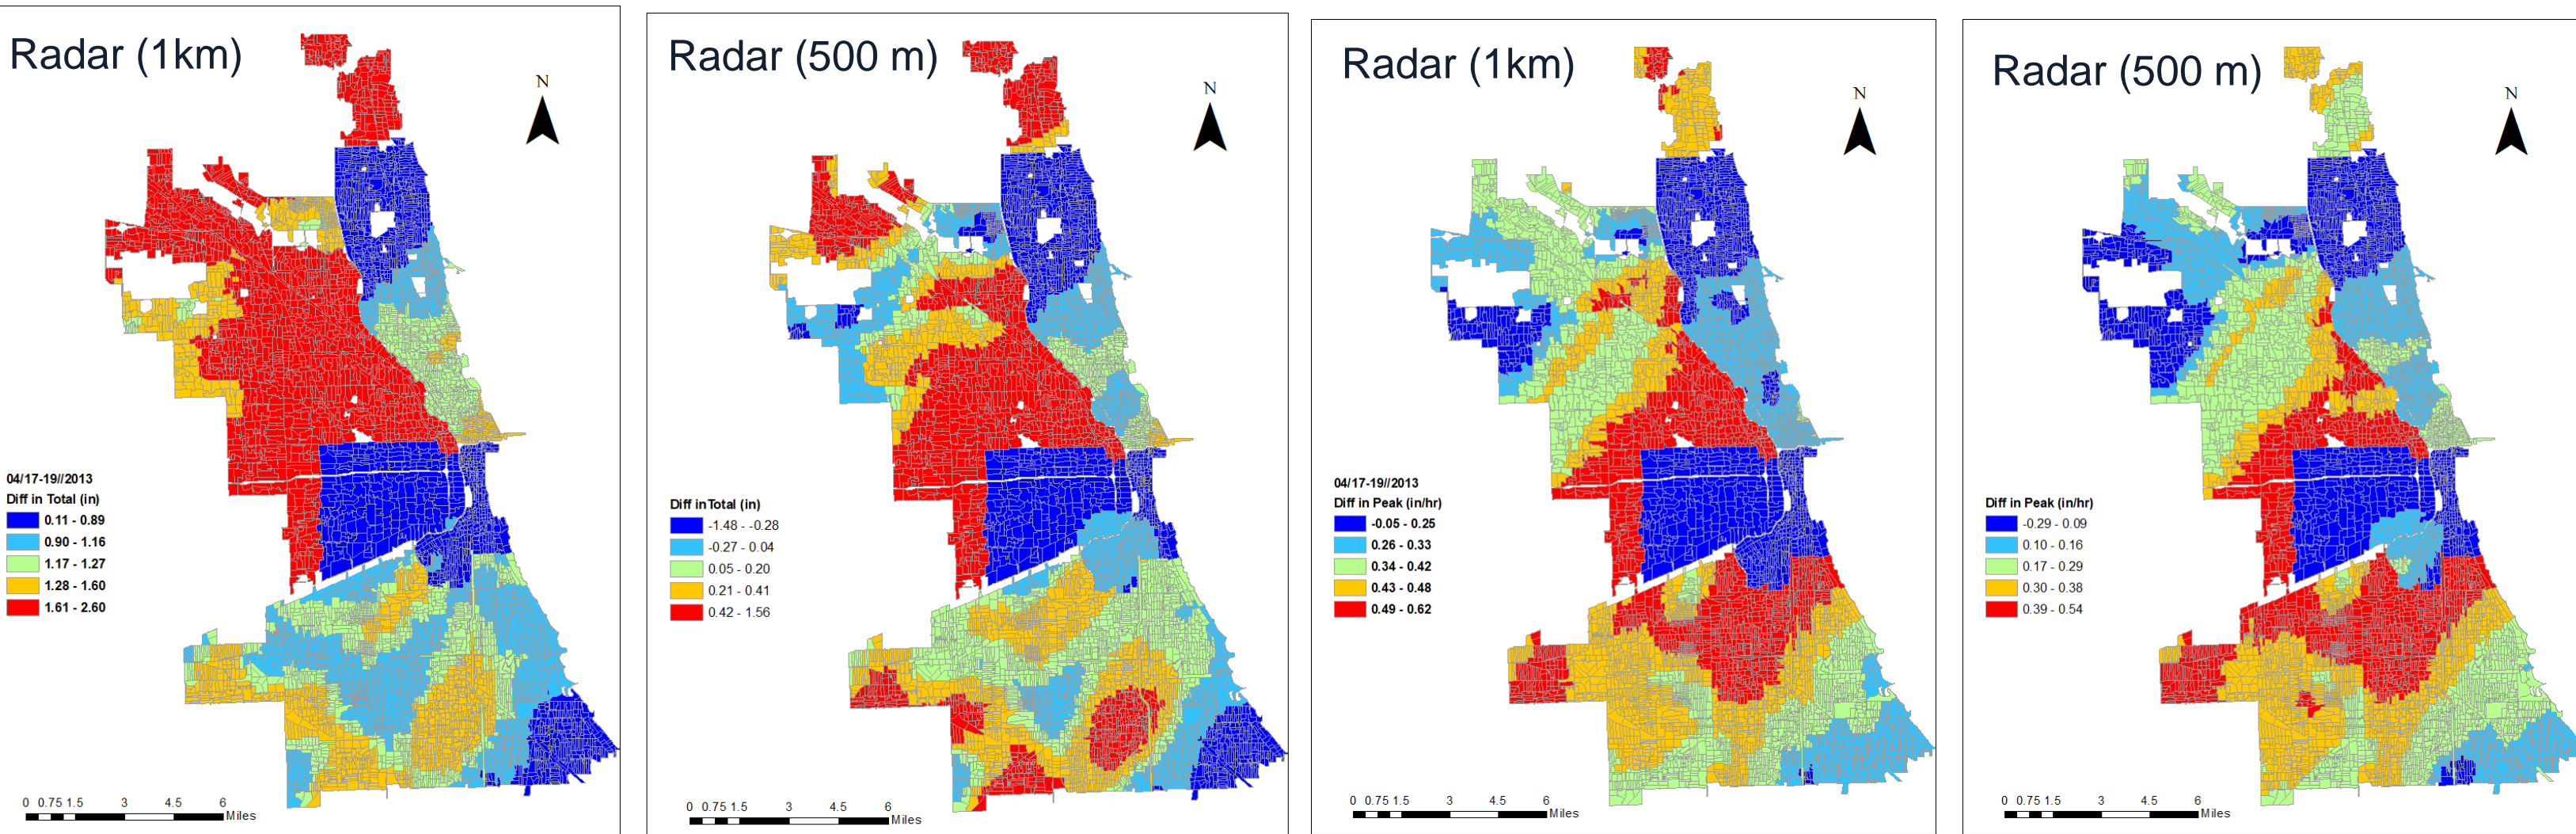 Radar (1km)
N
04/17-19//2013
Diff in Total (in)
0.11 - 0.89
0.90 - 1.16
1.17 - 1.27
1.28 - 1.60
1.61 - 2.60
0 0.75 1.5 3 4.5 6
Miles
Radar (500 m)
N
Diff in Total (in)
-1.48 - -0.28
-0.27 - 0.04
0.05 - 0.20
0.21 - 0.41
0.42 - 1.56
0 0.75 1.5 3 4.5 6
Miles
Radar (1km)
N
04/17-19//2013
Diff in Peak (in/hr)
-0.05 - 0.25
0.26 - 0.33
0.34 - 0.42
0.43 - 0.48
0.49 - 0.62
0 0.75 1.5 3 4.5 6
Miles
Radar (500 m)
N
Diff in Peak (in/hr)
-0.29 - 0.09
0.10 - 0.16
0.17 - 0.29
0.30 - 0.38
0.39 - 0.54
0 0.75 1.5 3 4.5 6
Miles